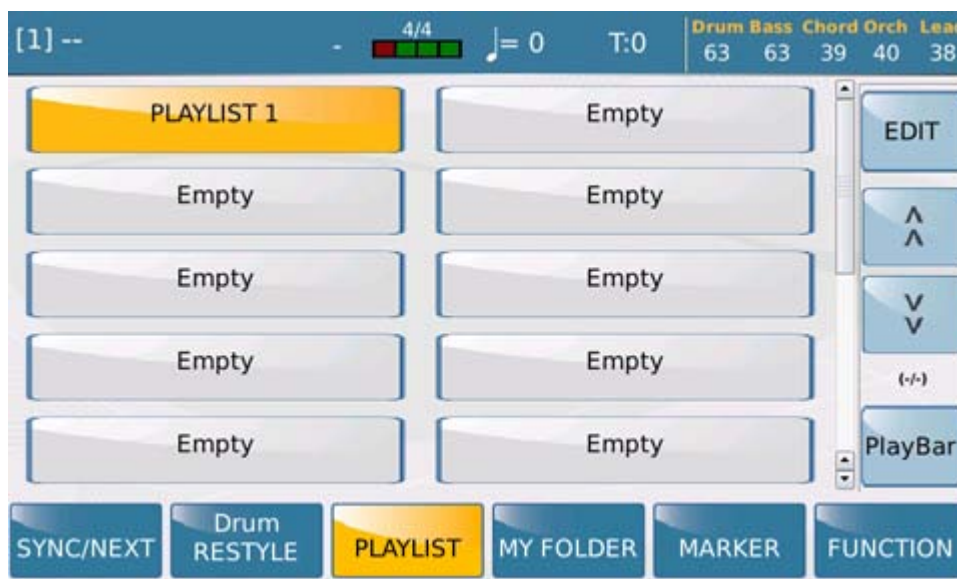 [1] -- - 4/4 ♩= 0 T:0
Drum Bass Chord Orch Lead
63 63 39 40 38
PLAYLIST 1 Empty
EDIT
Empty Empty
Empty Empty
Empty Empty
(-/-)
Empty Empty
PlayBar
SYNC/NEXT Drum RESTYLE PLAYLIST MY FOLDER MARKER FUNCTION